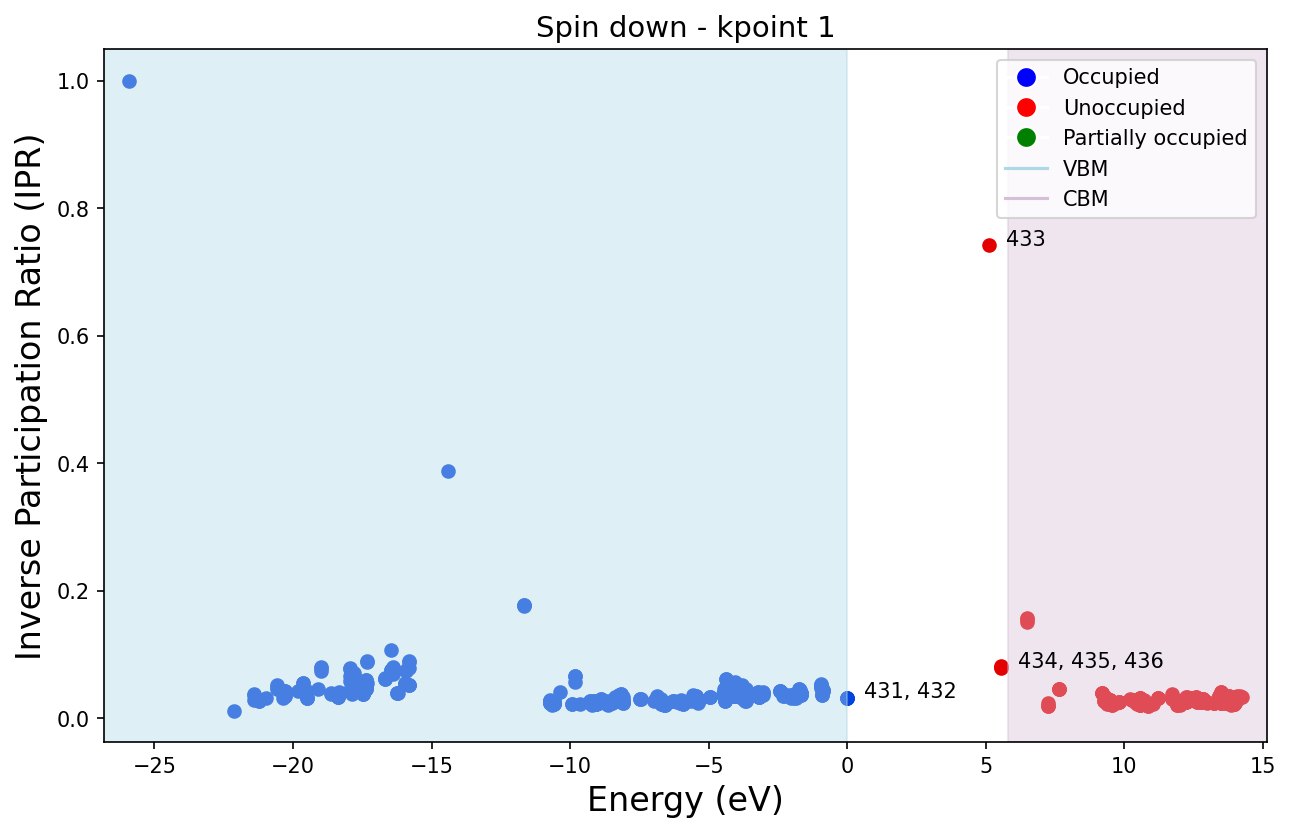 Spin down - kpoint 1
Inverse Participation Ratio (IPR)
1.0
0.8
0.6
0.4
0.2
0.0
Occupied
Unoccupied
Partially occupied
VBM
CBM
433
434, 435, 436
431, 432
−25
−20
−15
−10
−5
0
5
10
15
Energy (eV)